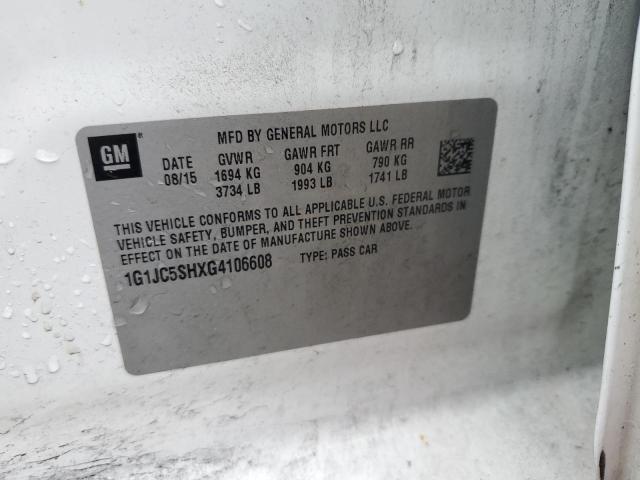 GM
MFD BY GENERAL MOTORS LLC
DATE GVWR GAWR FRT GAWR RR
08/15 1694 KG 904 KG 790 KG
3734 LB 1993 LB 1741 LB
THIS VEHICLE CONFORMS TO ALL APPLICABLE U.S. FEDERAL MOTOR
VEHICLE SAFETY, BUMPER, AND THEFT PREVENTION STANDARDS IN
EFFECT ON THE DATE OF MANUFACTURE SHOWN ABOVE.
1G1JC5SHXG4106608 TYPE: PASS CAR